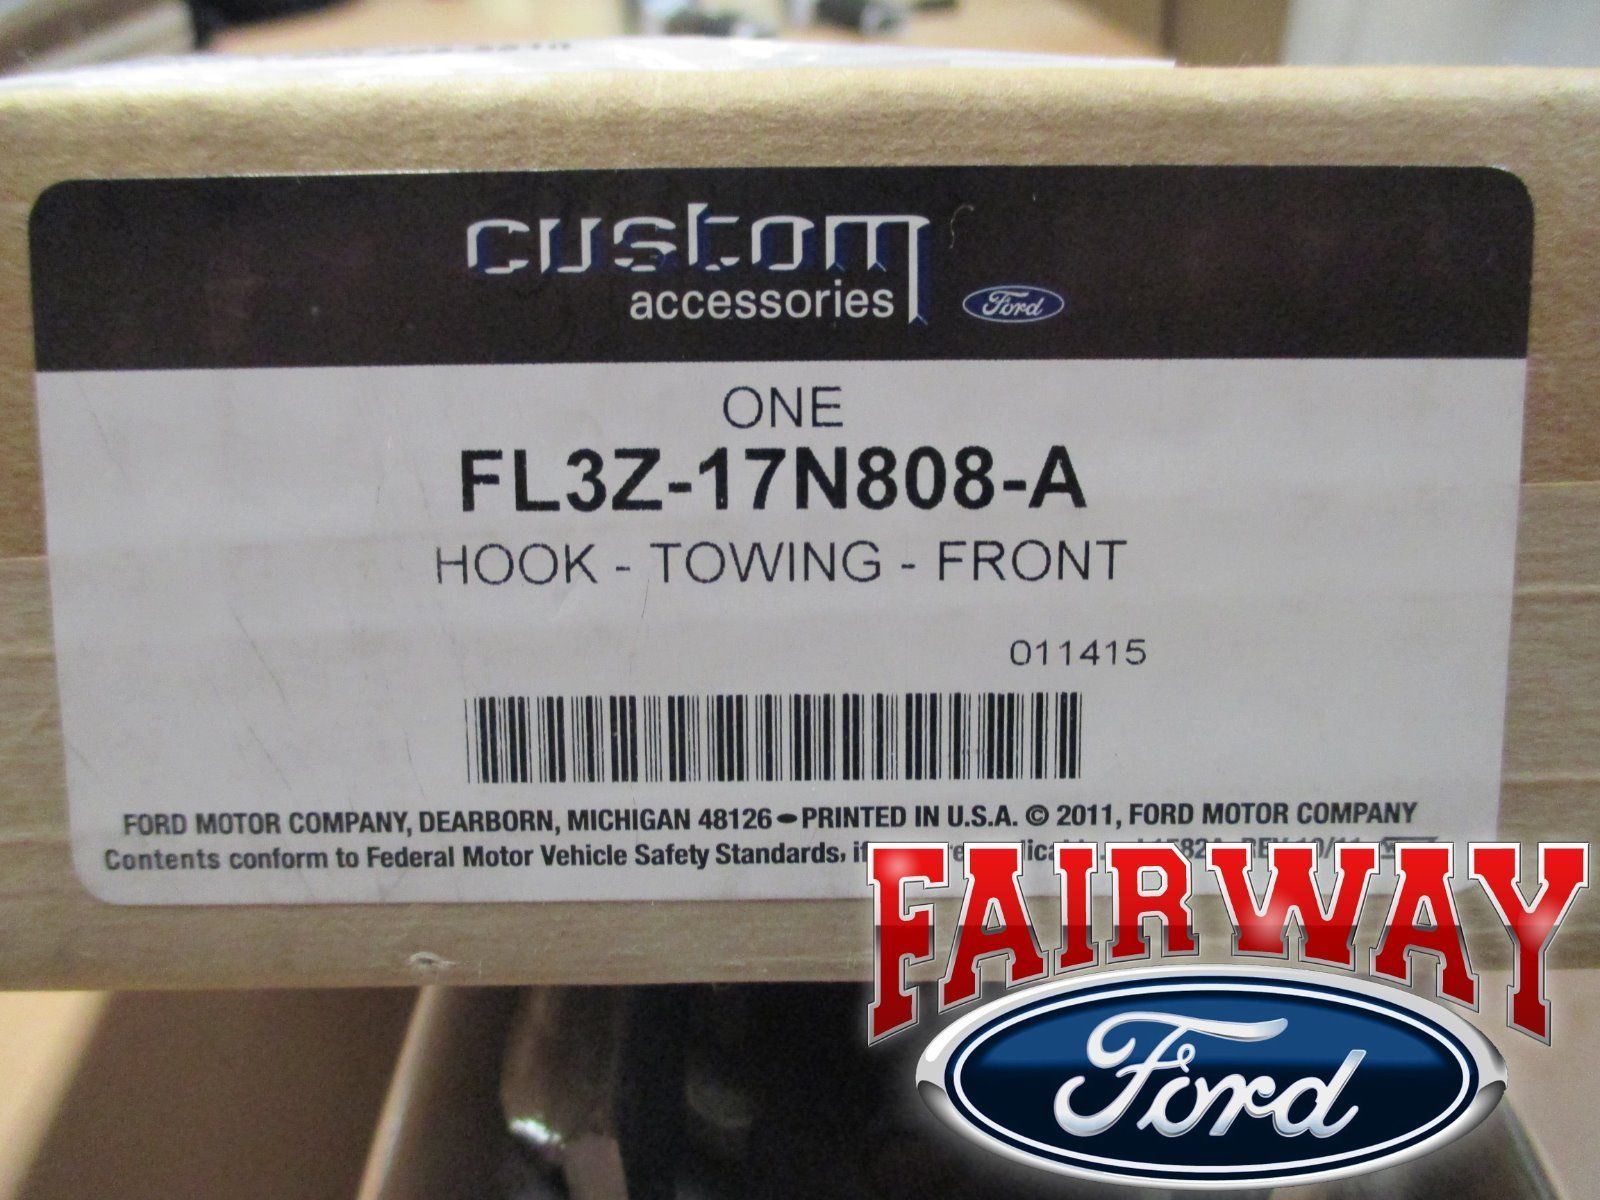 custom
accessories Ford
ONE
FL3Z-17N808-A
HOOK - TOWING - FRONT
011415
FORD MOTOR COMPANY, DEARBORN, MICHIGAN 48126 - PRINTED IN U.S.A. © 2011, FORD MOTOR COMPANY
Contents conform to Federal Motor Vehicle Safety Standards, if
FAIRWAY
Ford